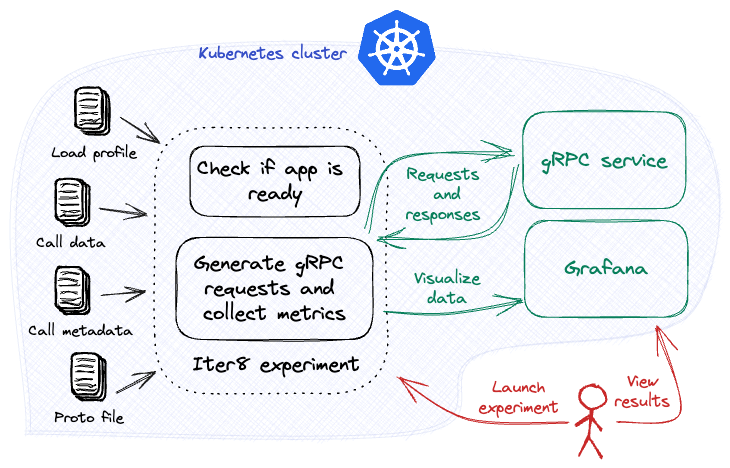 Kubernetes cluster
Load profile
Call data
Call metadata
Proto file
Check if app is
ready
Generate gRPC
requests and
collect metrics
Iter8 experiment
Requests
and
responses
Visualize
data
gRPC service
Grafana
Launch
experiment
View
results